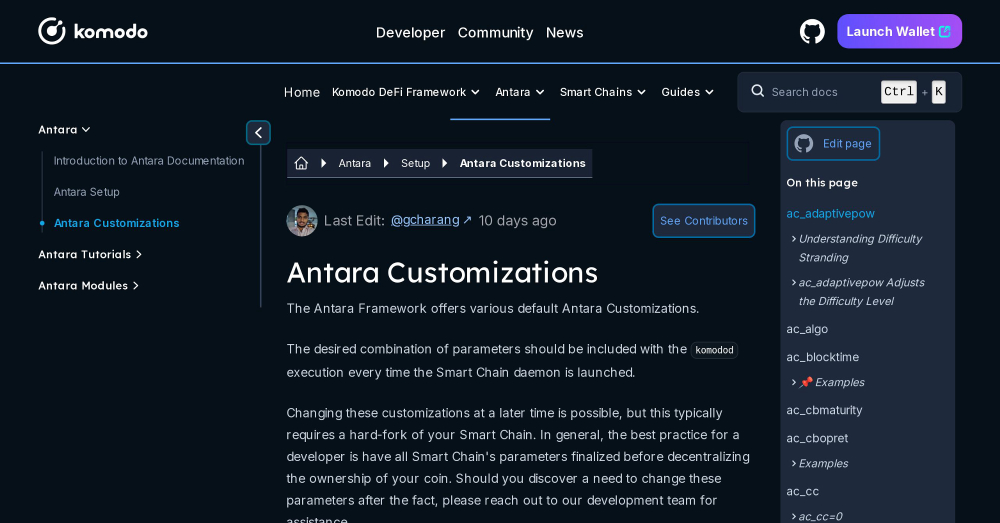 komodo
Developer Community News
Launch Wallet
Home Komodo DeFi Framework Antara Smart Chains Guides
Search docs Ctrl + K
Antara
Introduction to Antara Documentation
Antara Setup
Antara Customizations
Antara Tutorials
Antara Modules
Antara Setup Antara Customizations
Last Edit: @gcharang ↗ 10 days ago
See Contributors
Antara Customizations
The Antara Framework offers various default Antara Customizations.
The desired combination of parameters should be included with the komodod
execution every time the Smart Chain daemon is launched.
Changing these customizations at a later time is possible, but this typically
requires a hard-fork of your Smart Chain. In general, the best practice for a
developer is have all Smart Chain's parameters finalized before decentralizing
the ownership of your coin. Should you discover a need to change these
parameters after the fact, please reach out to our development team for
assistance.
Edit page
On this page
ac_adaptivepow
Understanding Difficulty
Stranding
ac_adaptivepow Adjusts
the Difficulty Level
ac_algo
ac_blocktime
📌 Examples
ac_cbmaturity
ac_cbopret
Examples
ac_cc
ac_cc=0